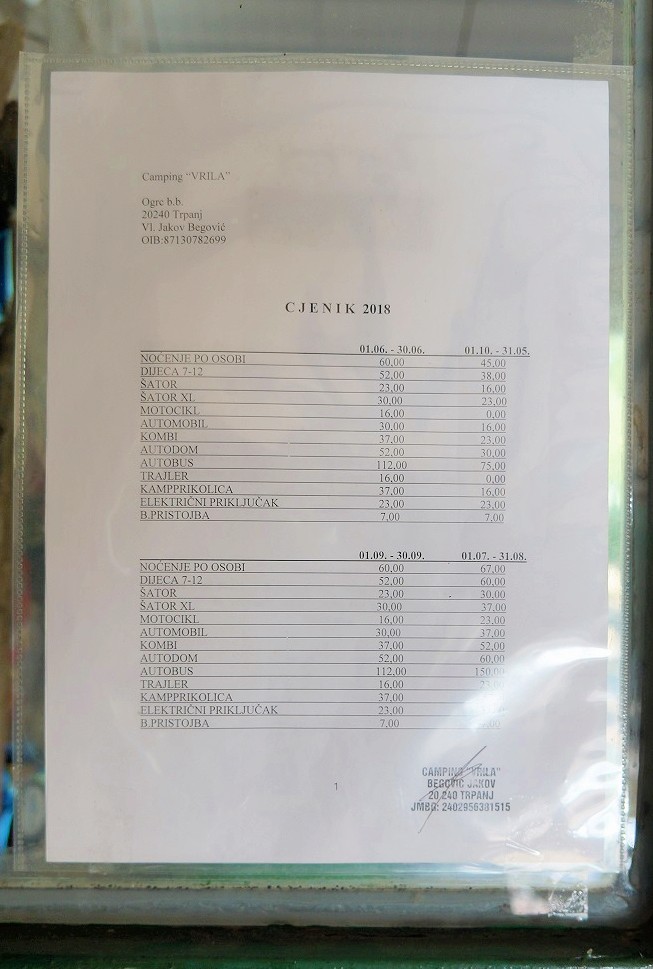 Camping "VRILA"
Ogrc b.b.
20240 Trpanj
Vl. Jakov Begović
OIB:87130782699
CJENIK 2018
01.06. - 30.06. 01.10. - 31.05.
NOĆENJE PO OSOBI 60,00 45,00
DIJECA 7-12 52,00 38,00
ŠATOR 23,00 16,00
ŠATOR XL 30,00 23,00
MOTOCIKL 16,00 0,00
AUTOMOBIL 30,00 16,00
KOMBI 37,00 23,00
AUTODOM 52,00 30,00
AUTOBUS 112,00 75,00
TRAJLER 16,00 0,00
KAMPPRIKOLICA 37,00 16,00
ELEKTRIČNI PRIKLJUČAK 23,00 23,00
B.PRISTOJBA 7,00 7,00
01.09. - 30.09. 01.07. - 31.08.
NOĆENJE PO OSOBI 60,00 67,00
DIJECA 7-12 52,00 60,00
ŠATOR 23,00 30,00
ŠATOR XL 30,00 37,00
MOTOCIKL 16,00 23,00
AUTOMOBIL 30,00 37,00
KOMBI 37,00 52,00
AUTODOM 52,00 60,00
AUTOBUS 112,00 150,00
TRAJLER 16,00
KAMPPRIKOLICA 37,00
ELEKTRIČNI PRIKLJUČAK 23,00
B.PRISTOJBA 7,00
CAMPING "VRILA"
BEGOVIĆ JAKOV
20 240 TRPANJ
JMBG: 2402956381515
1